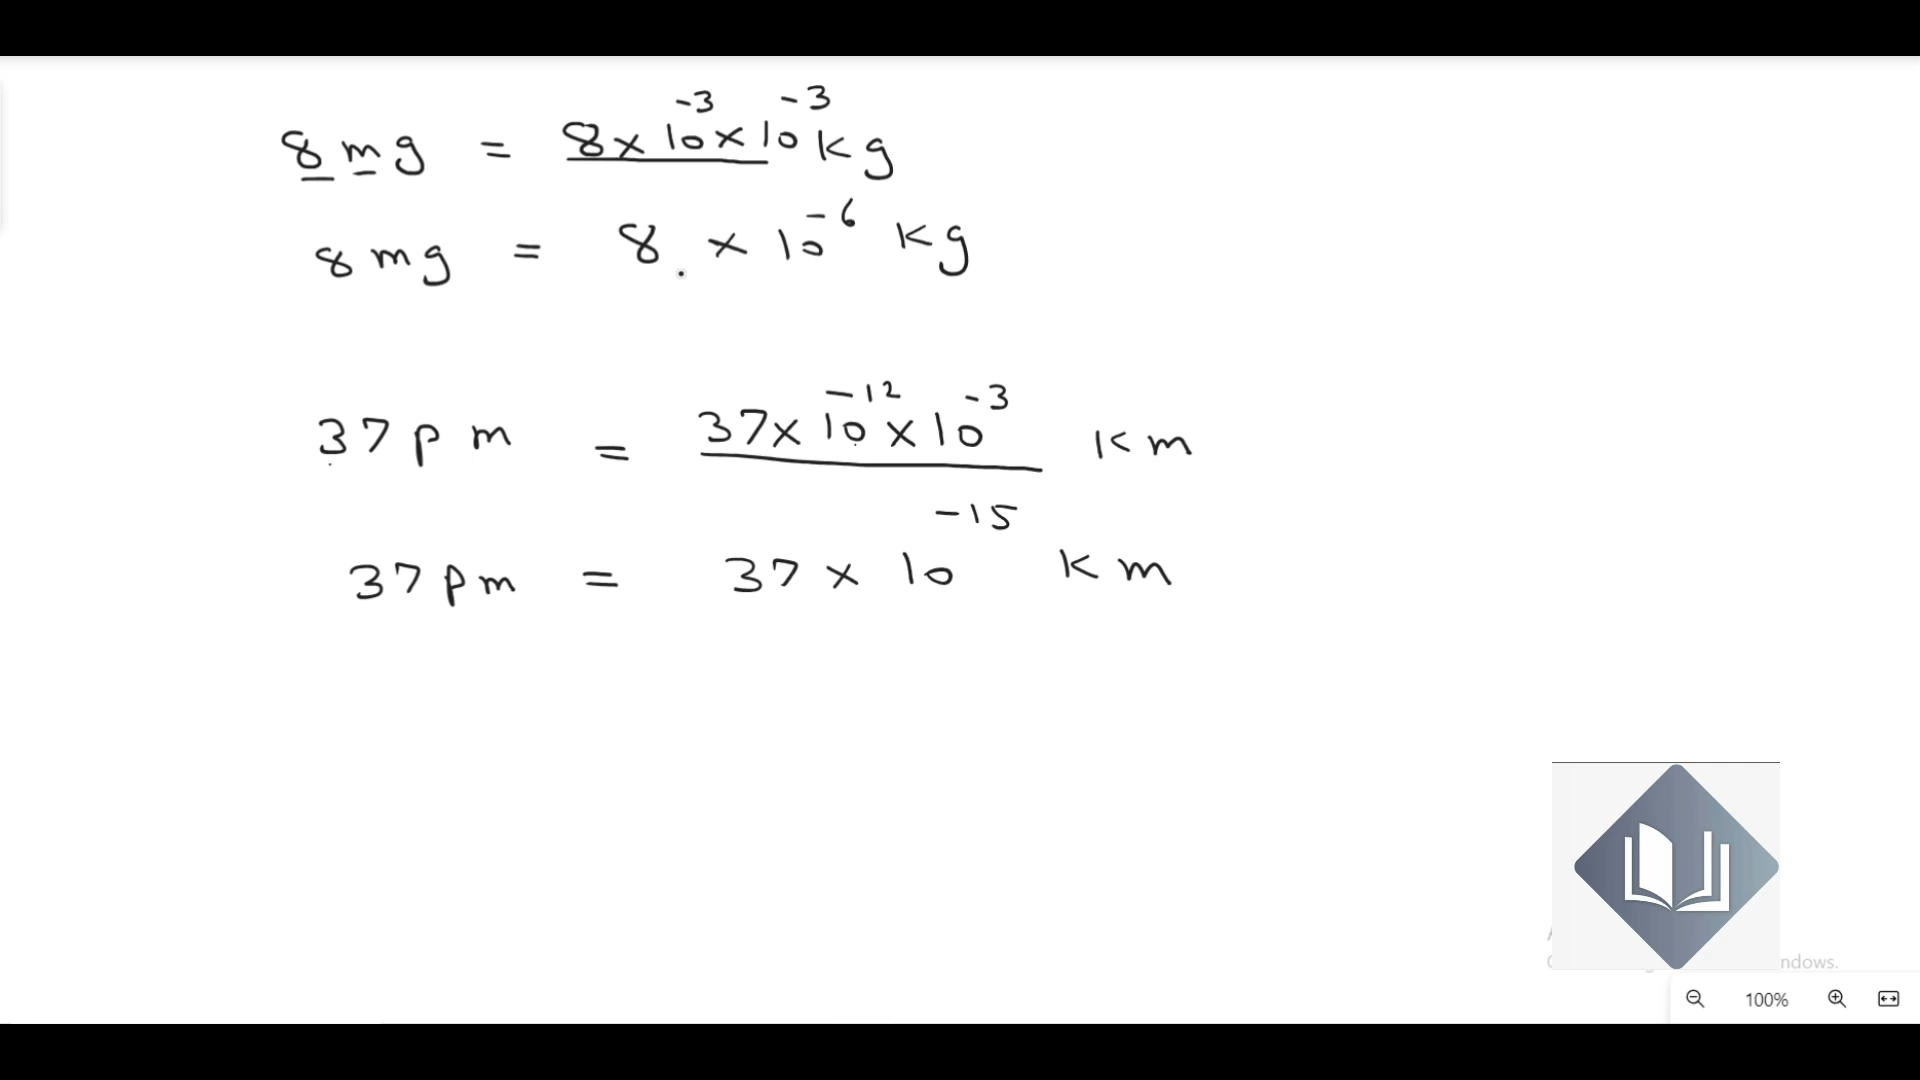 8 mg = 8 × 10⁻³ × 10⁻³ kg
8 mg = 8 × 10⁻⁶ kg
37 pm = 37 × 10⁻¹² × 10⁻³ km
37 pm = 37 × 10⁻¹⁵ km
ndows.
100%